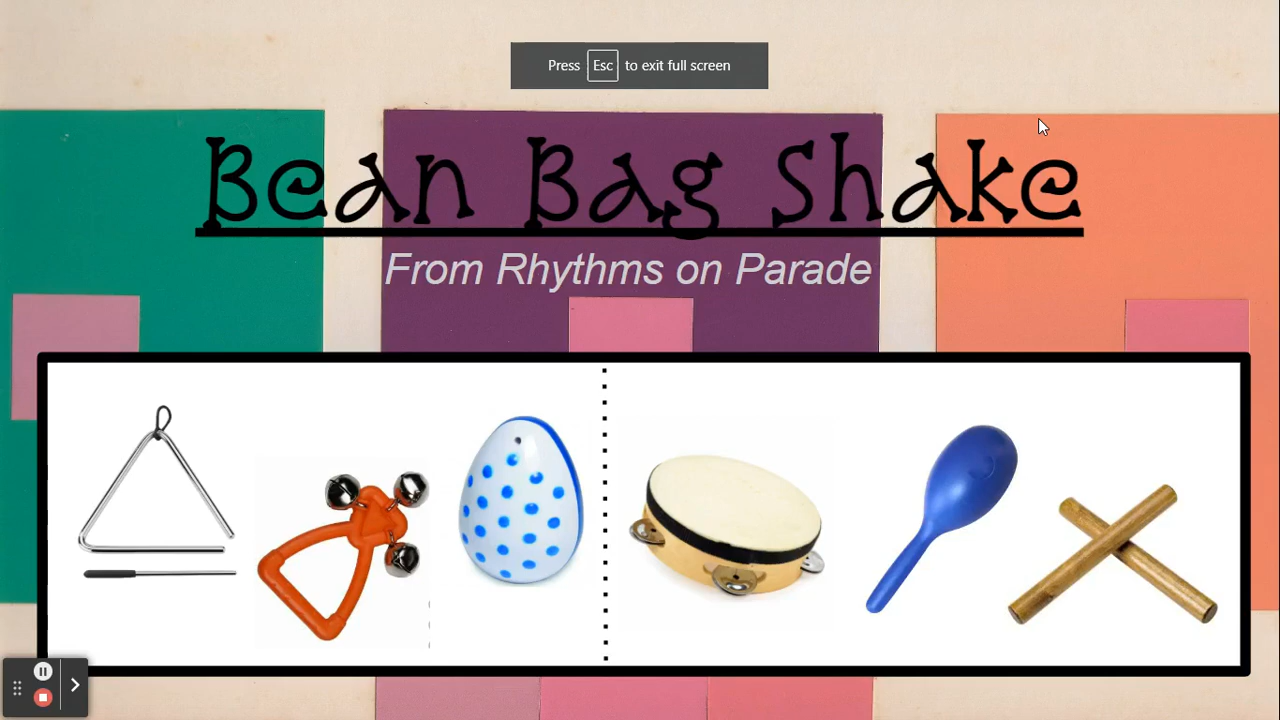 Press Esc to exit full screen
Bean Bag Shake
From Rhythms on Parade